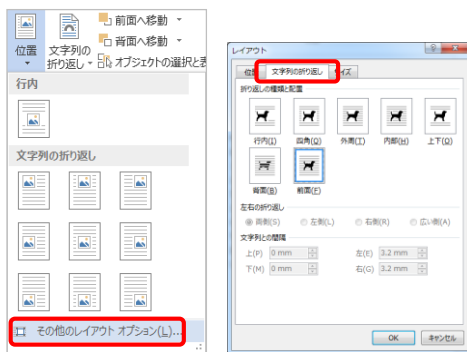 位置
文字列の
折り返し
前面へ移動
背面へ移動
オブジェクトの選択と表
行内
文字列の折り返し
その他のレイアウト オプション(L)...
レイアウト
文字列の折り返し
折り返しの種類と配置
行内(I) 四角(Q) 外周(T) 内部(H) 上下(O)
背面(B) 前面(F)
左右の折り返し
両側(S) 左側(L) 右側(R) 広い側(A)
文字列との間隔
上(P) 0 mm 左(E) 3.2 mm
下(M) 0 mm 右(G) 3.2 mm
OK キャンセル